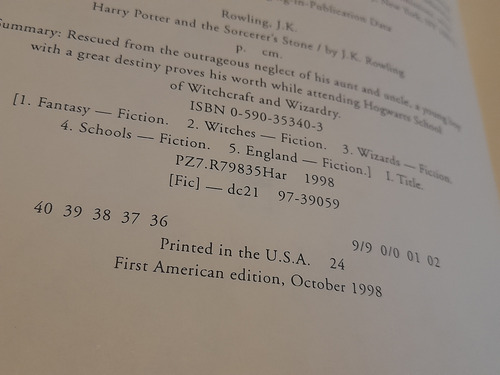 in-Publication Data
Rowling, J.K.
Harry Potter and the Sorcerer's Stone / by J.K. Rowling
p. cm.
Summary: Rescued from the outrageous neglect of his aunt and uncle, a young boy
with a great destiny proves his worth while attending Hogwarts School
of Witchcraft and Wizardry.
ISBN 0-590-35340-3
[1. Fantasy — Fiction. 2. Witches — Fiction. 3. Wizards — Fiction.
4. Schools — Fiction. 5. England — Fiction.] I. Title.
PZ7.R79835Har 1998
[Fic] — dc21 97-39059
40 39 38 37 36 9/9 0/0 01 02
Printed in the U.S.A. 24
First American edition, October 1998